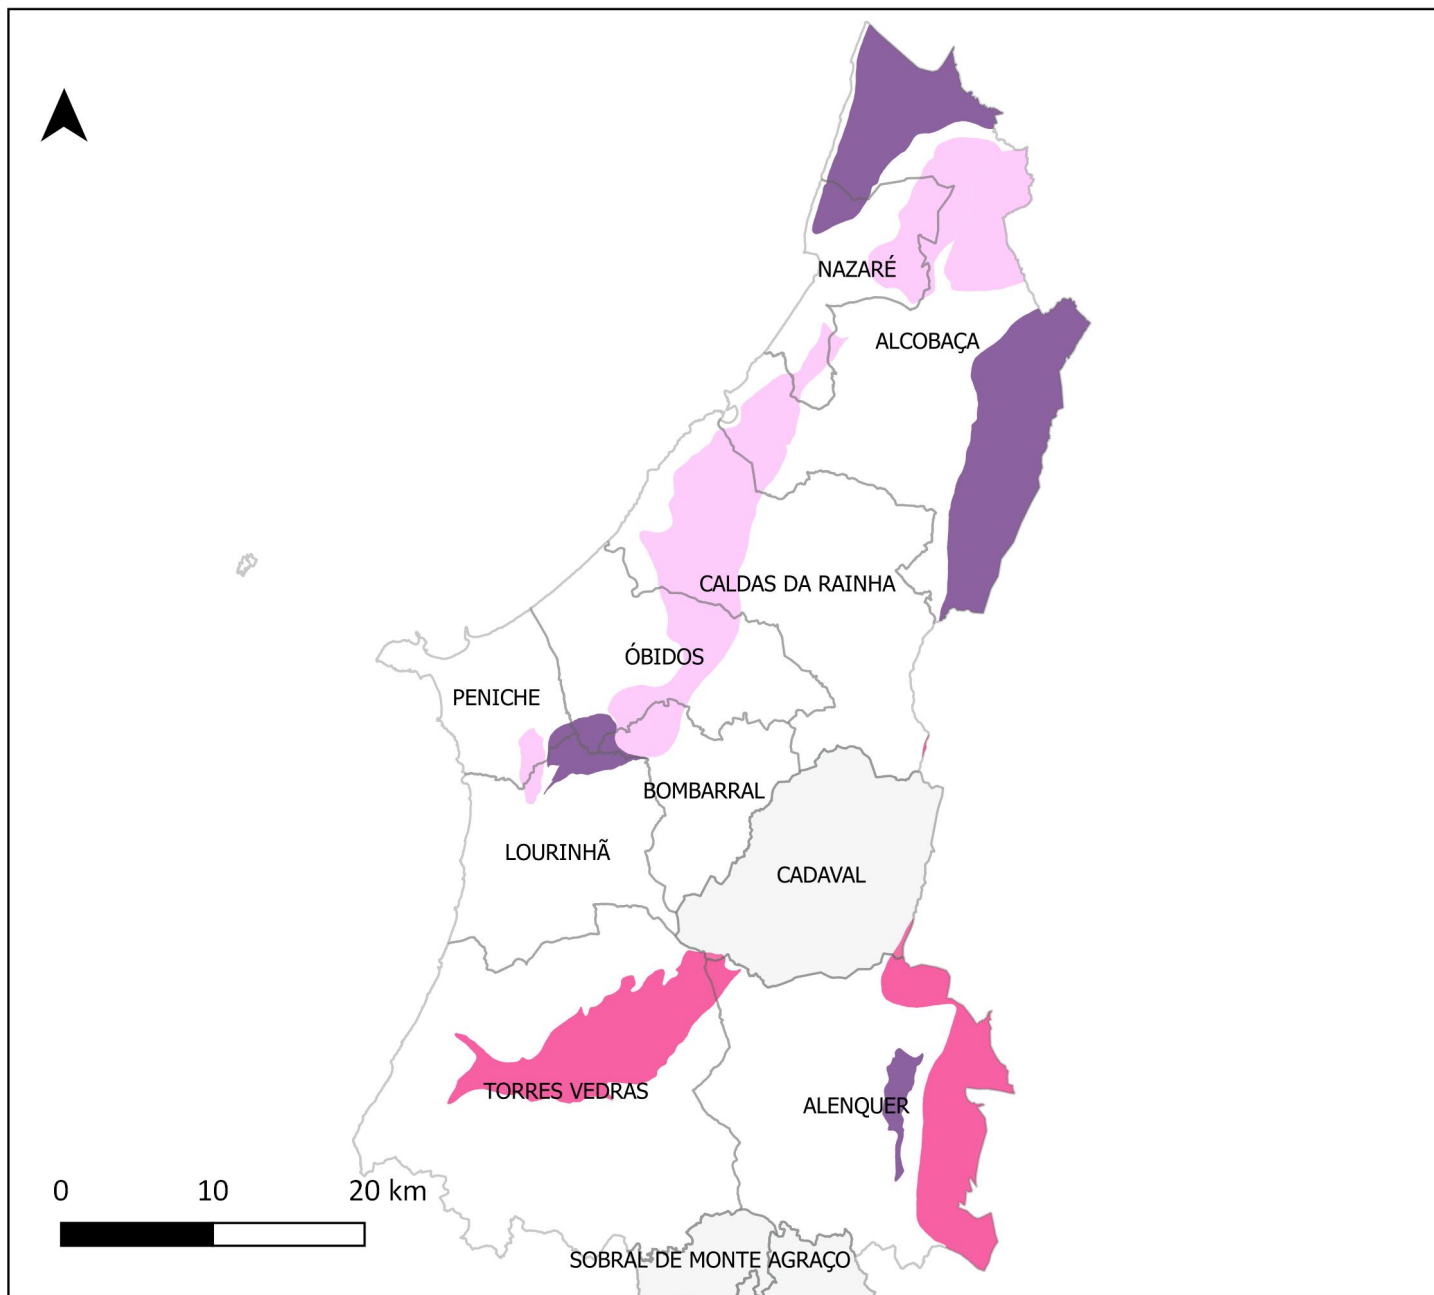 NAZARÉ
ALCOBAÇA
CALDAS DA RAINHA
ÓBIDOS
PENICHE
BOMBARRAL
LOURINHÃ
CADAVAL
TORRES VEDRAS
ALENQUER
0 10 20 km
SOBRAL DE MONTE AGRAÇO